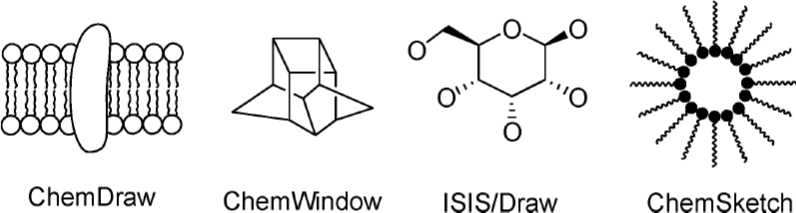 O O
O
O O
O
ChemDraw ChemWindow ISIS/Draw ChemSketch